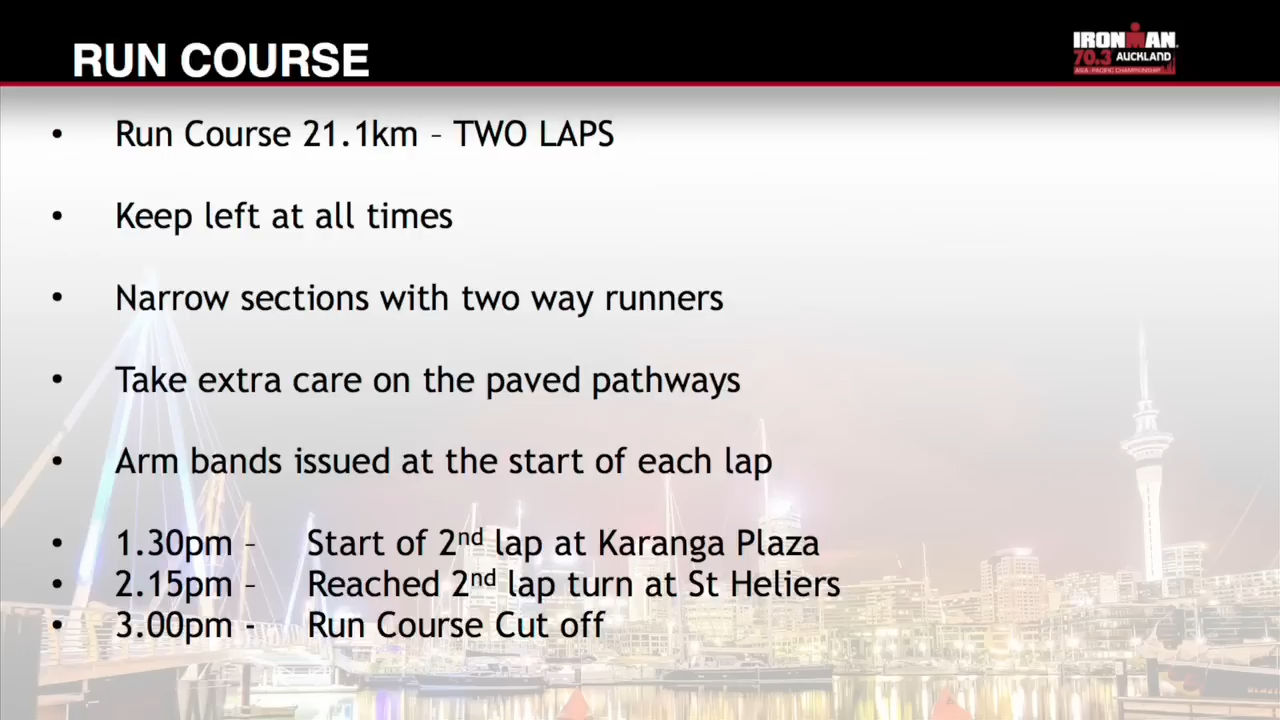 RUN COURSE
IRONMAN
70.3 AUCKLAND
ASIA-PACIFIC CHAMPIONSHIP
• Run Course 21.1km – TWO LAPS
• Keep left at all times
• Narrow sections with two way runners
• Take extra care on the paved pathways
• Arm bands issued at the start of each lap
• 1.30pm – Start of 2nd lap at Karanga Plaza
• 2.15pm – Reached 2nd lap turn at St Heliers
• 3.00pm - Run Course Cut off